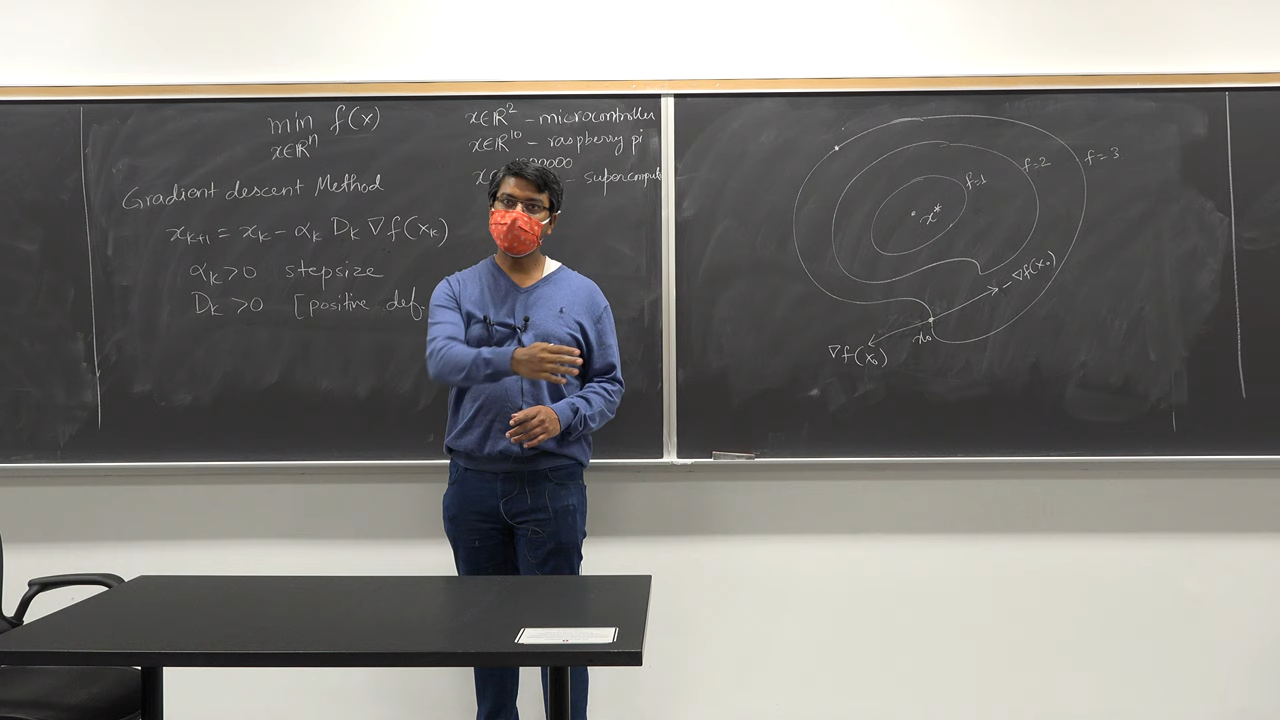 min f(x)
x∈ℝⁿ
Gradient descent Method
x_{k+1} = x_k − α_k D_k ∇f(x_k)
α_k > 0 stepsize
D_k > 0 [positive def.
x∈ℝ² – microcontroller
x∈ℝ¹⁰ – raspberry pi
– supercomput
f=1
f=2
f=3
x*
−∇f(x₀)
x₀
∇f(x₀)